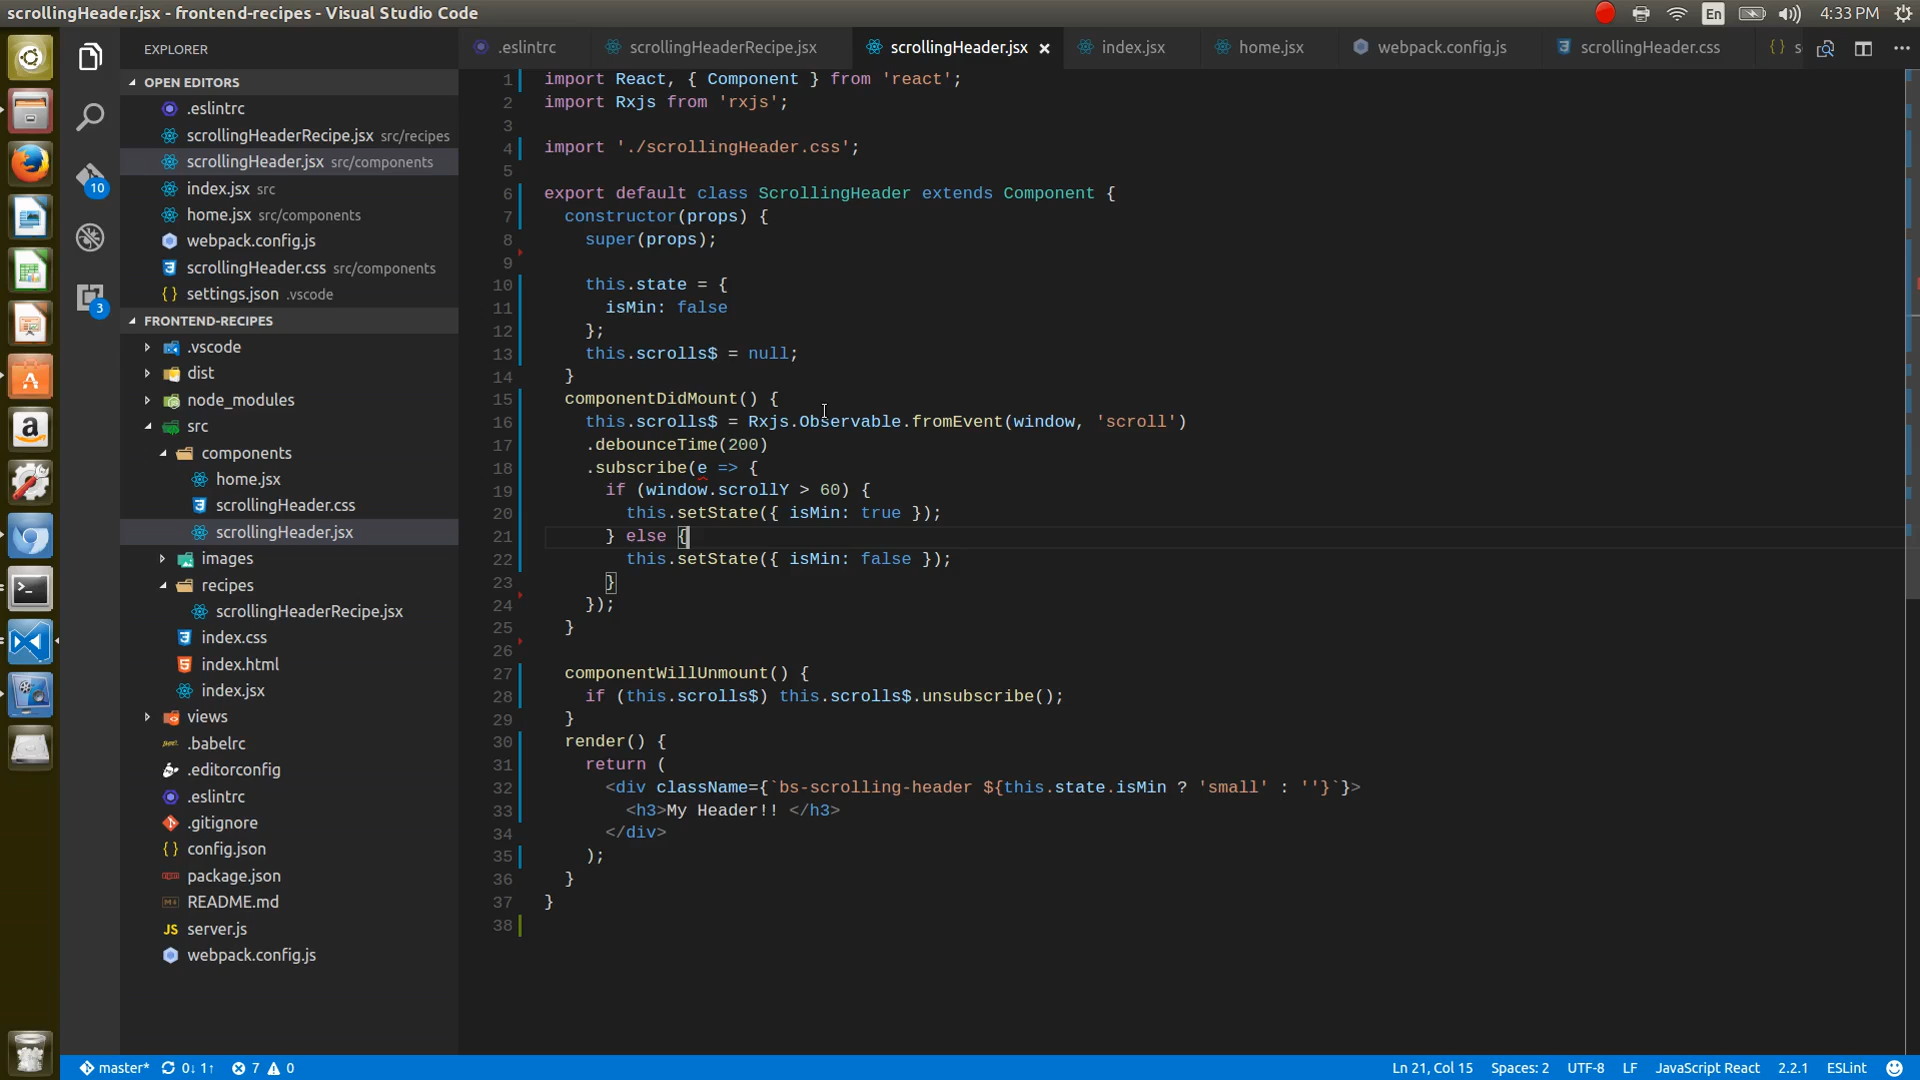 scrollingHeader.jsx - frontend-recipes - Visual Studio Code
En
4:33 PM
EXPLORER
OPEN EDITORS
.eslintrc
scrollingHeaderRecipe.jsx src/recipes
scrollingHeader.jsx src/components
index.jsx src
home.jsx src/components
webpack.config.js
scrollingHeader.css src/components
settings.json .vscode
FRONTEND-RECIPES
.vscode
dist
node_modules
src
components
home.jsx
scrollingHeader.css
scrollingHeader.jsx
images
recipes
scrollingHeaderRecipe.jsx
index.css
index.html
index.jsx
views
.babelrc
.editorconfig
.eslintrc
.gitignore
config.json
package.json
README.md
JS server.js
webpack.config.js
10
3
.eslintrc
scrollingHeaderRecipe.jsx
scrollingHeader.jsx
index.jsx
home.jsx
webpack.config.js
scrollingHeader.css
{ } s
1 import React, { Component } from 'react';
2 import Rxjs from 'rxjs';
3
4 import './scrollingHeader.css';
5
6 export default class ScrollingHeader extends Component {
7 constructor(props) {
8 super(props);
9
10 this.state = {
11 isMin: false
12 };
13 this.scrolls$ = null;
14 }
15 componentDidMount() {
16 this.scrolls$ = Rxjs.Observable.fromEvent(window, 'scroll')
17 .debounceTime(200)
18 .subscribe(e => {
19 if (window.scrollY > 60) {
20 this.setState({ isMin: true });
21 } else {
22 this.setState({ isMin: false });
23 }
24 });
25 }
26
27 componentWillUnmount() {
28 if (this.scrolls$) this.scrolls$.unsubscribe();
29 }
30 render() {
31 return (
32 <div className={`bs-scrolling-header ${this.state.isMin ? 'small' : ''}`}>
33 <h3>My Header!! </h3>
34 </div>
35 );
36 }
37 }
38
master* 0↓ 1↑ 7 0
Ln 21, Col 15 Spaces: 2 UTF-8 LF JavaScript React 2.2.1 ESLint